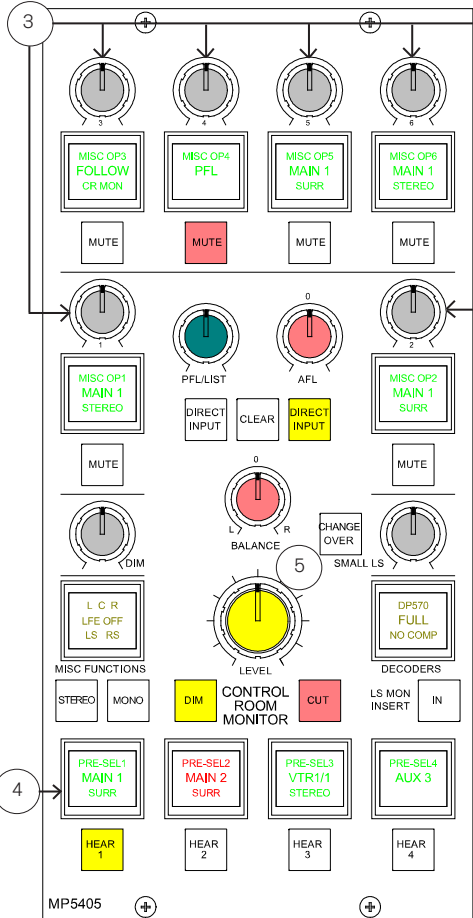 3
3
4
5
6
MISC OP3
FOLLOW
CR MON
MISC OP4
PFL
MISC OP5
MAIN 1
SURR
MISC OP6
MAIN 1
STEREO
MUTE
MUTE
MUTE
MUTE
1
0
2
PFL/LIST
AFL
MISC OP1
MAIN 1
STEREO
DIRECT
INPUT
CLEAR
DIRECT
INPUT
MISC OP2
MAIN 1
SURR
MUTE
MUTE
0
L
R
BALANCE
CHANGE
OVER
DIM
5
SMALL LS
L C R
LFE OFF
LS RS
DP570
FULL
NO COMP
LEVEL
MISC FUNCTIONS
DECODERS
STEREO
MONO
DIM
CONTROL
ROOM
MONITOR
CUT
LS MON
INSERT
IN
4
PRE-SEL1
MAIN 1
SURR
PRE-SEL2
MAIN 2
SURR
PRE-SEL3
VTR1/1
STEREO
PRE-SEL4
AUX 3
HEAR
1
HEAR
2
HEAR
3
HEAR
4
MP5405